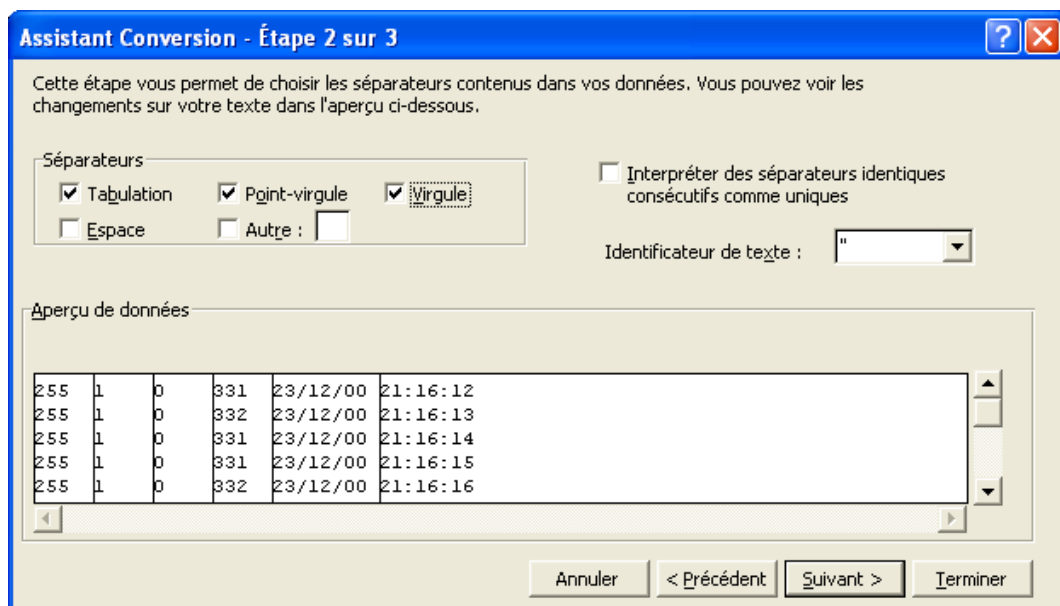 Assistant Conversion - Étape 2 sur 3
Cette étape vous permet de choisir les séparateurs contenus dans vos données. Vous pouvez voir les
changements sur votre texte dans l'aperçu ci-dessous.
Séparateurs
Tabulation Point-virgule Virgule
Espace Autre :
Interpréter des séparateurs identiques
consécutifs comme uniques
Identificateur de texte : "
Aperçu de données
255 1 0 331 23/12/00 21:16:12
255 1 0 332 23/12/00 21:16:13
255 1 0 331 23/12/00 21:16:14
255 1 0 331 23/12/00 21:16:15
255 1 0 332 23/12/00 21:16:16
Annuler < Précédent Suivant > Terminer